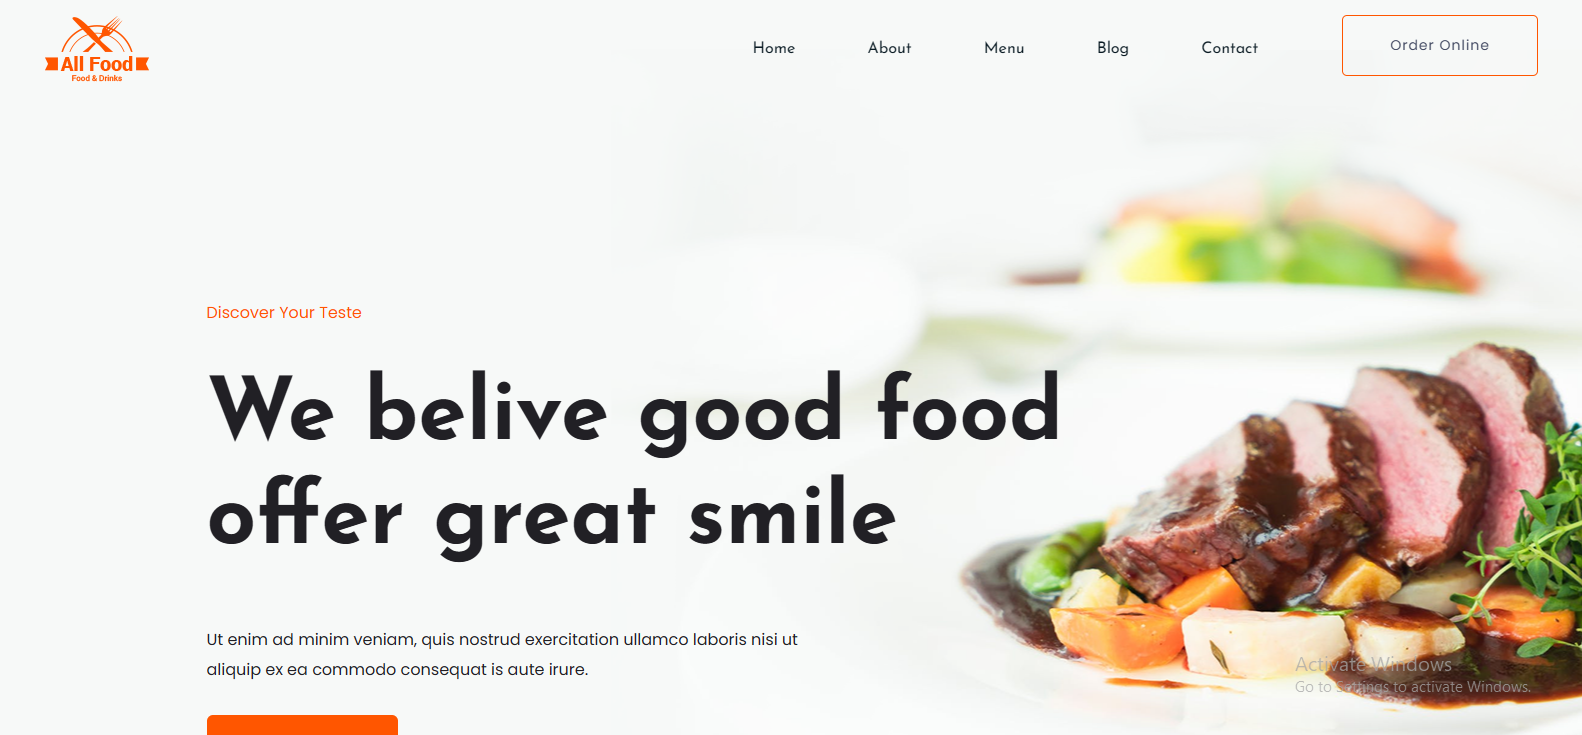 All Food
Food & Drinks
Home
About
Menu
Blog
Contact
Order Online
Discover Your Teste
We belive good food
offer great smile
Ut enim ad minim veniam, quis nostrud exercitation ullamco laboris nisi ut
aliquip ex ea commodo consequat is aute irure.
Activate Windows
Go to Settings to activate Windows.